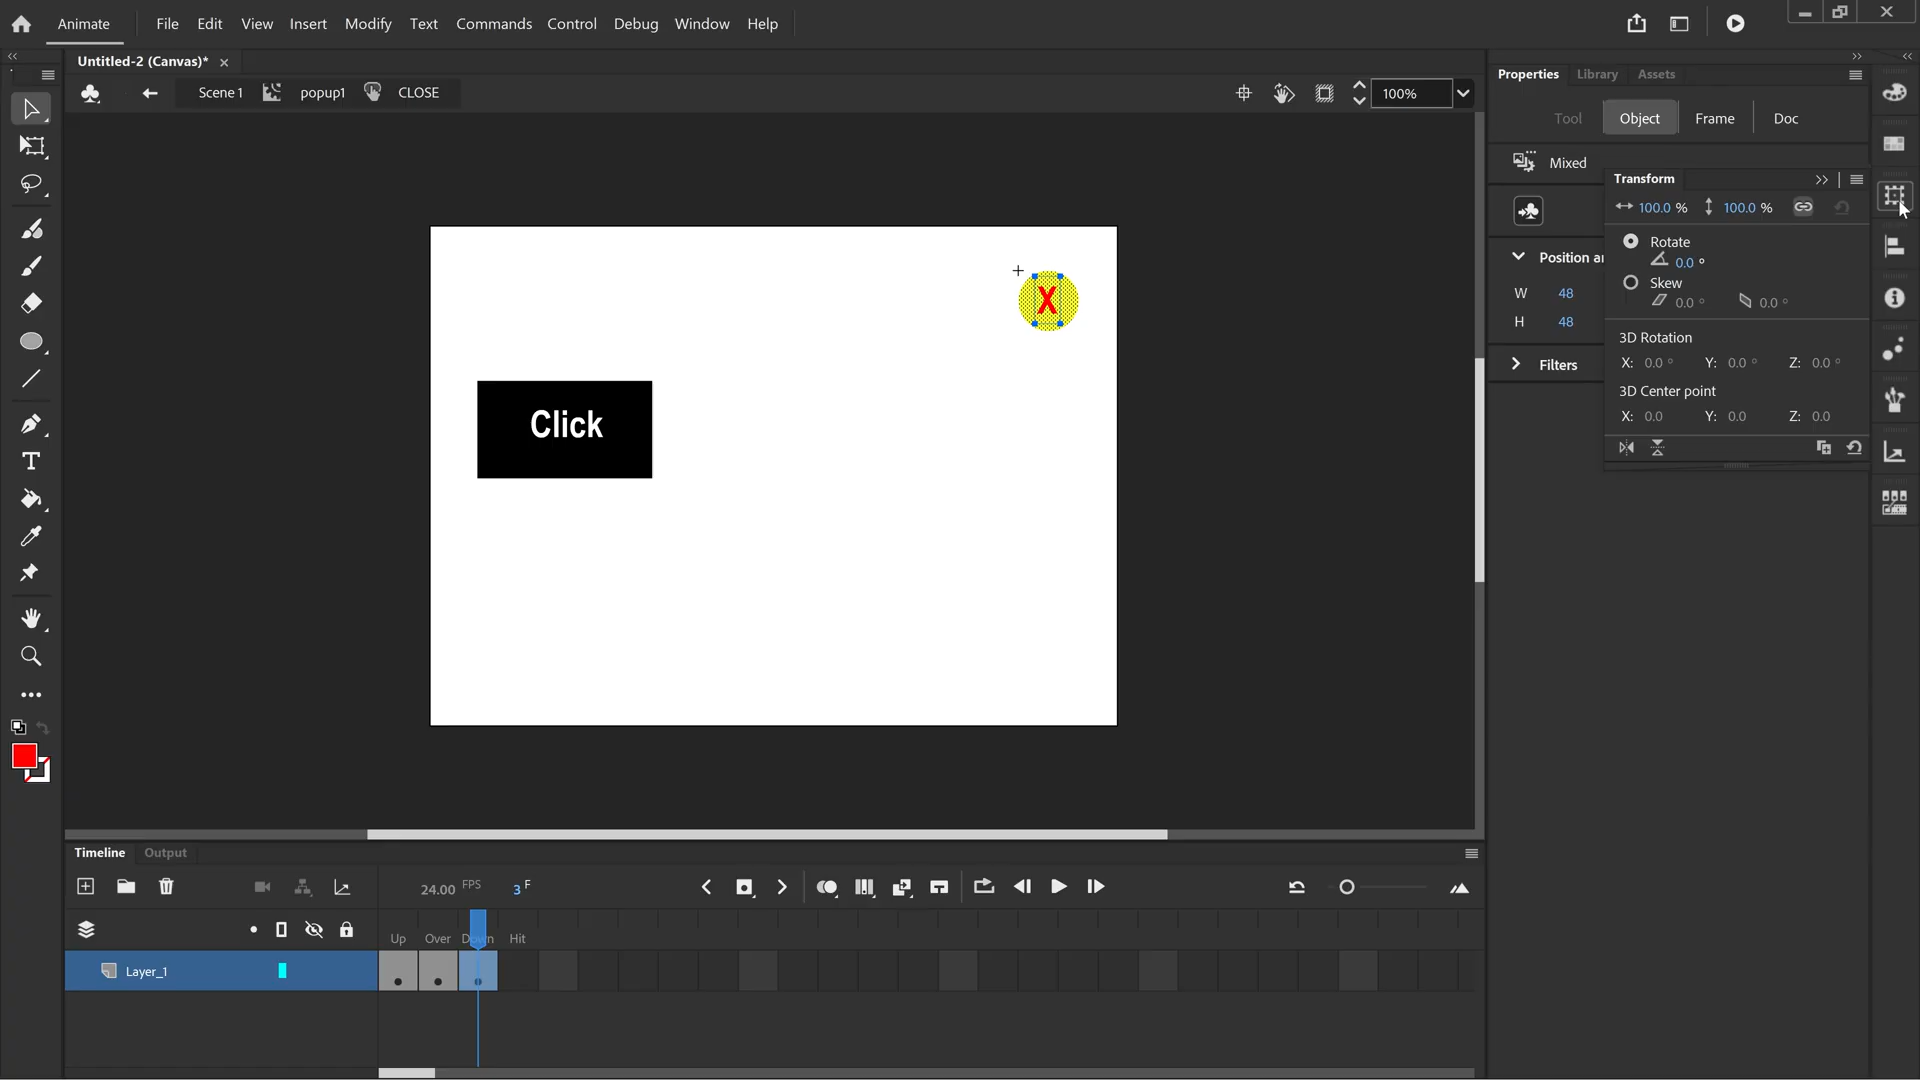 Animate File Edit View Insert Modify Text Commands Control Debug Window Help
Untitled-2 (Canvas)*
Scene 1 popup1 CLOSE 100%
Properties Library Assets
Tool Object Frame Doc
Mixed
Transform
100.0 % 100.0 %
Rotate
0.0 °
Skew
0.0 ° 0.0 °
3D Rotation
X: 0.0 ° Y: 0.0 ° Z: 0.0 °
3D Center point
X: 0.0 Y: 0.0 Z: 0.0
Position a
W 48
H 48
Filters
X
Click
T
Timeline Output
24.00 FPS 3 F
Up Over Down Hit
Layer_1